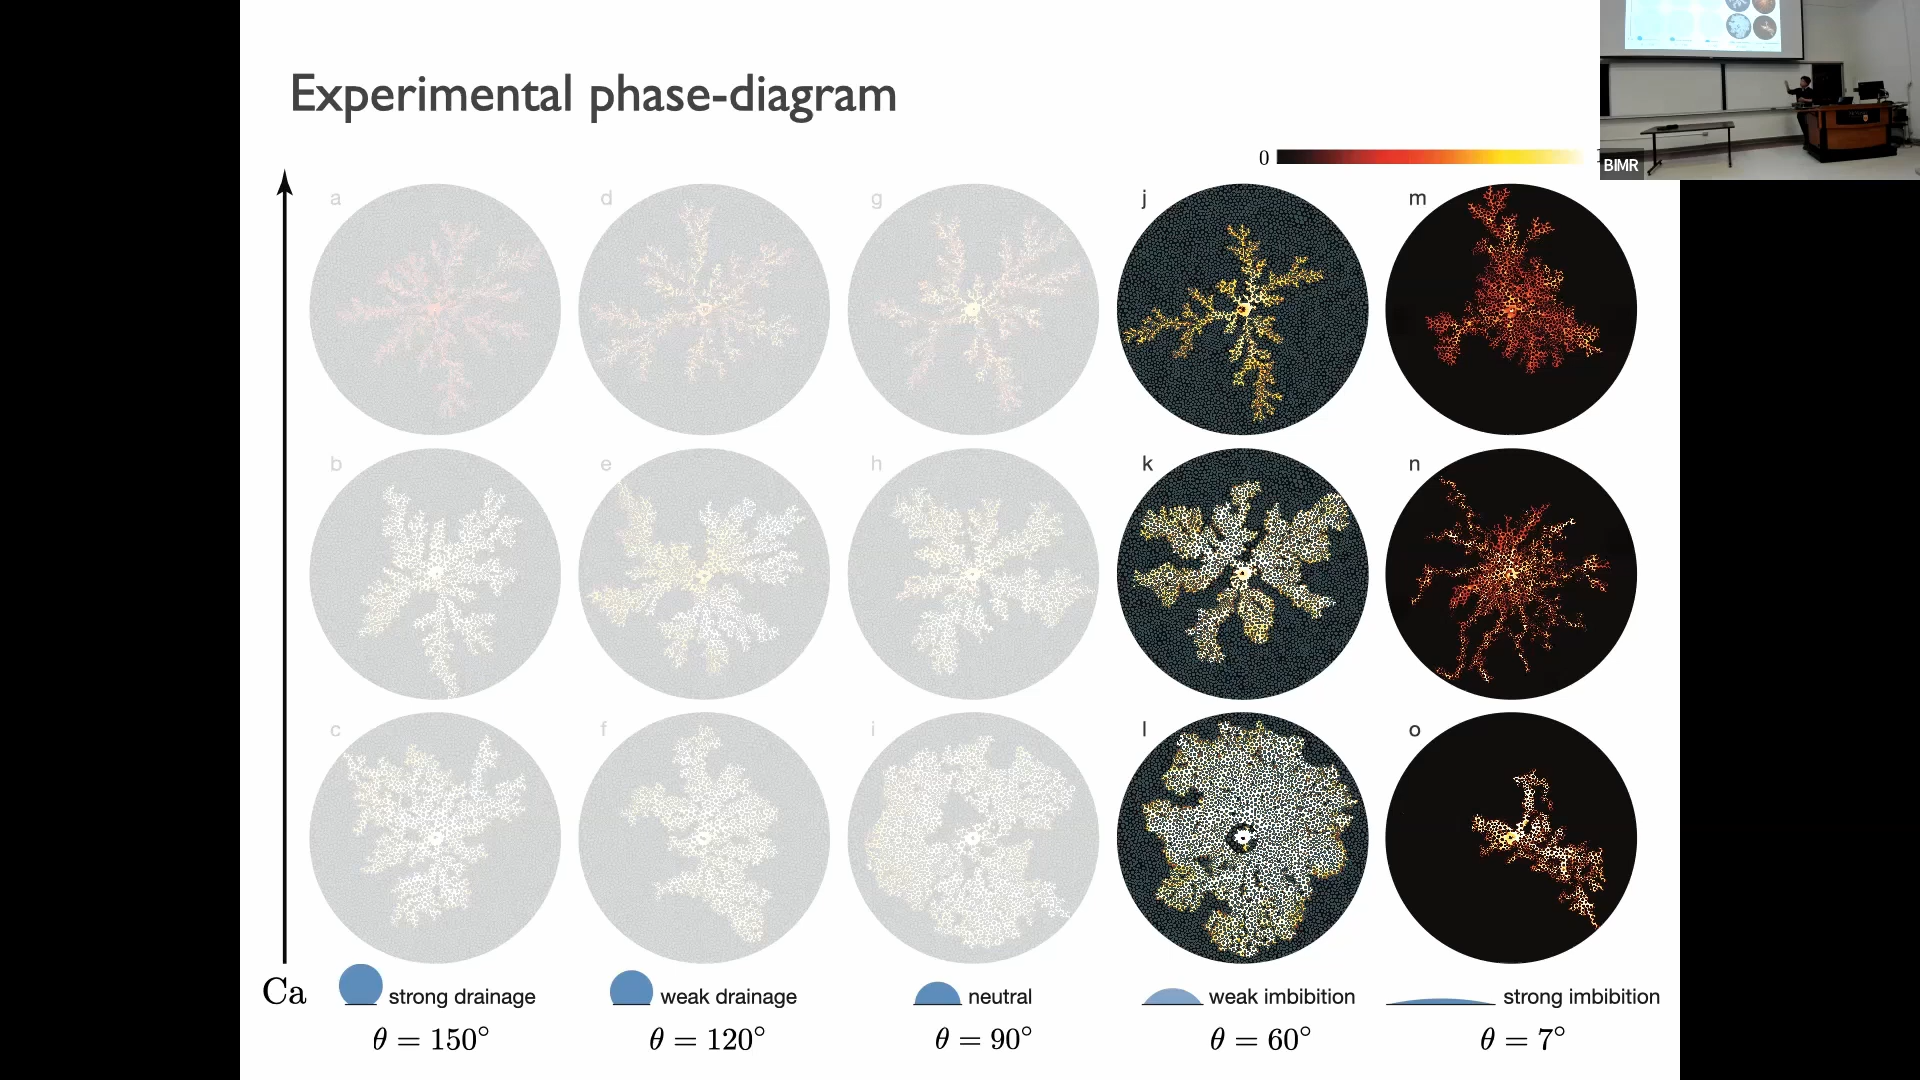 Experimental phase-diagram
0
BIMR
a
d
g
j
m
b
e
h
k
n
c
f
i
l
o
Ca
strong drainage
weak drainage
neutral
weak imbibition
strong imbibition
θ = 150°
θ = 120°
θ = 90°
θ = 60°
θ = 7°